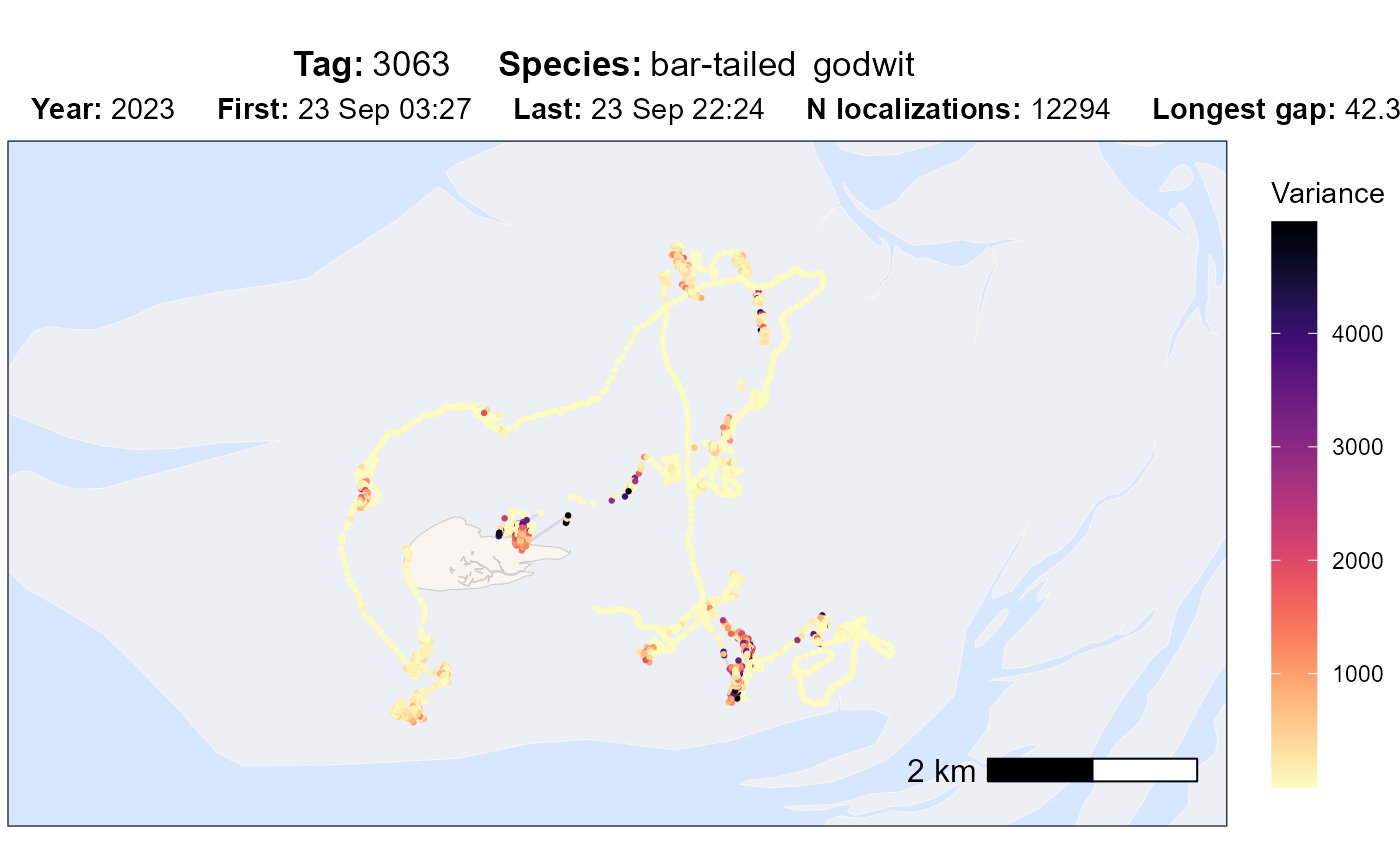 Tag: 3063 Species: bar-tailed godwit
Year: 2023 First: 23 Sep 03:27 Last: 23 Sep 22:24 N localizations: 12294 Longest gap: 42.3
Variance
4000
3000
2000
1000
2 km